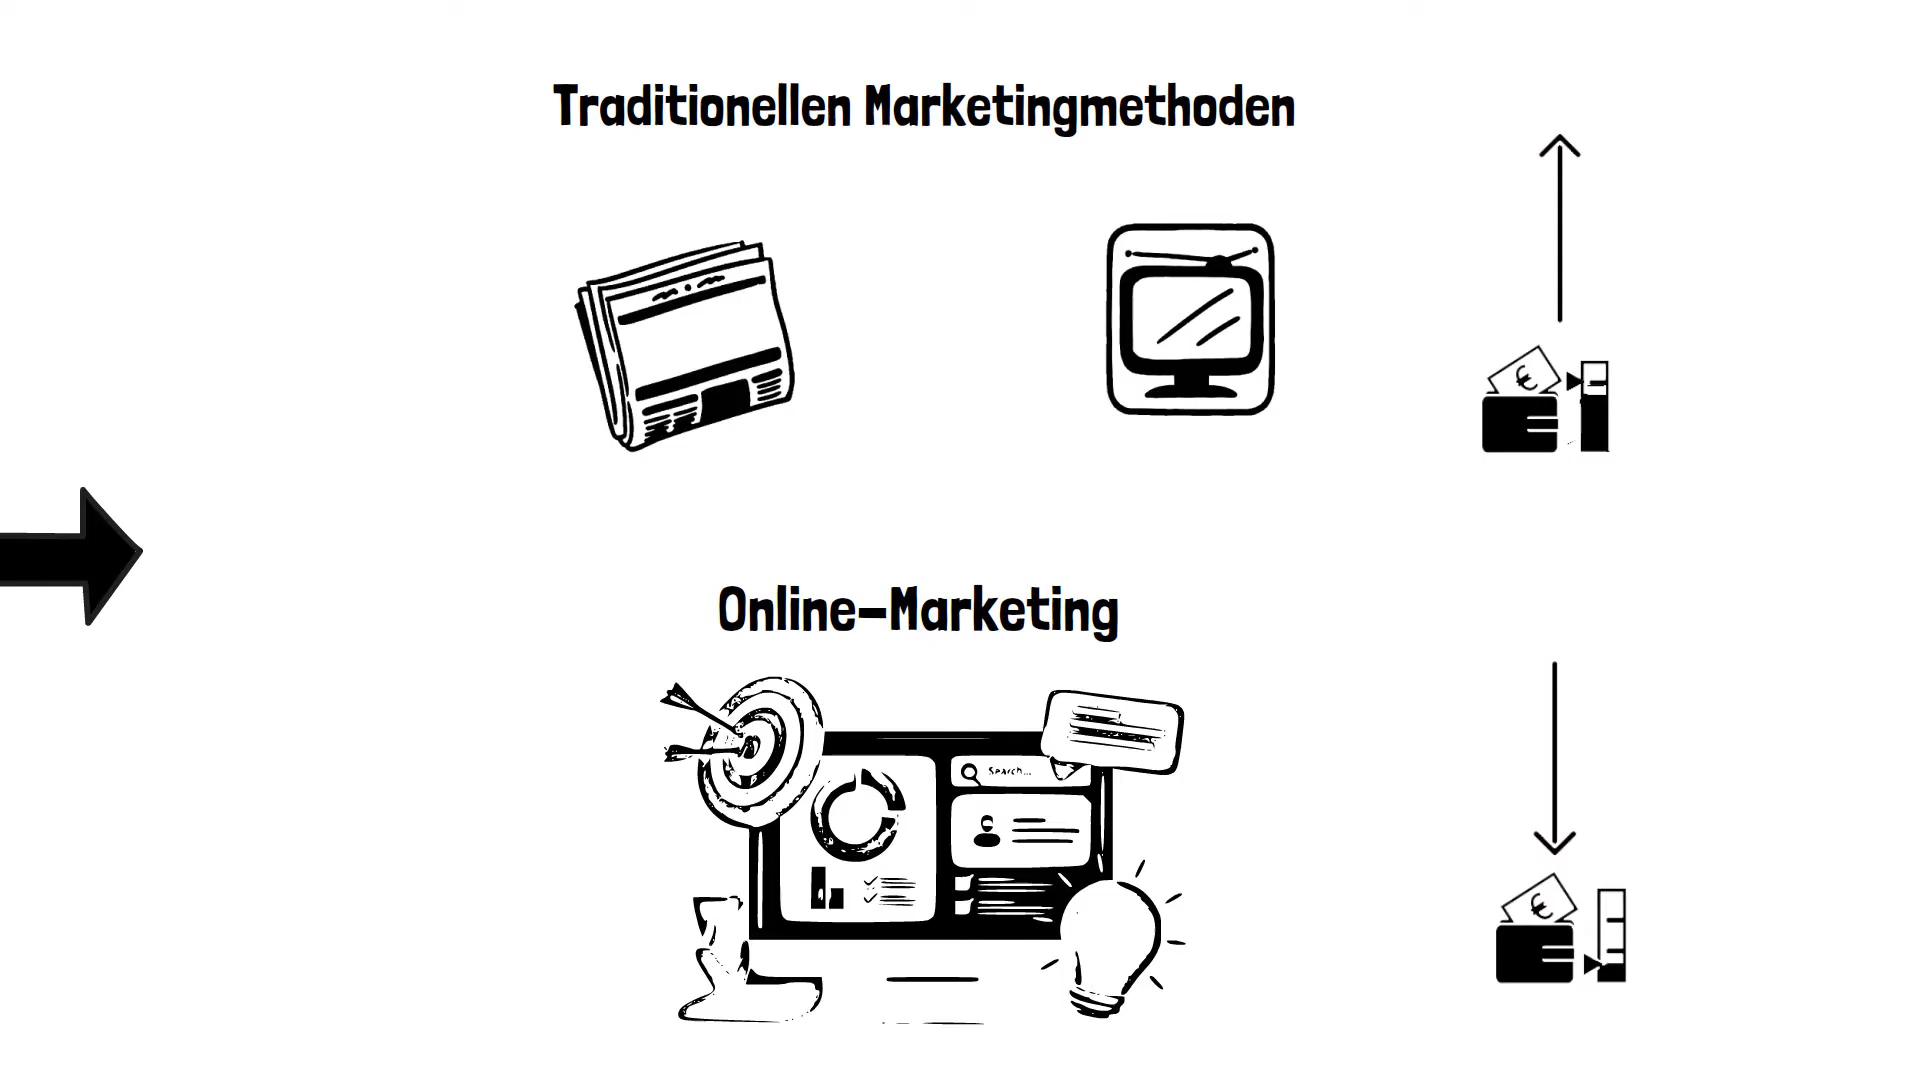 Traditionellen Marketingmethoden
€
Online-Marketing
Search...
€